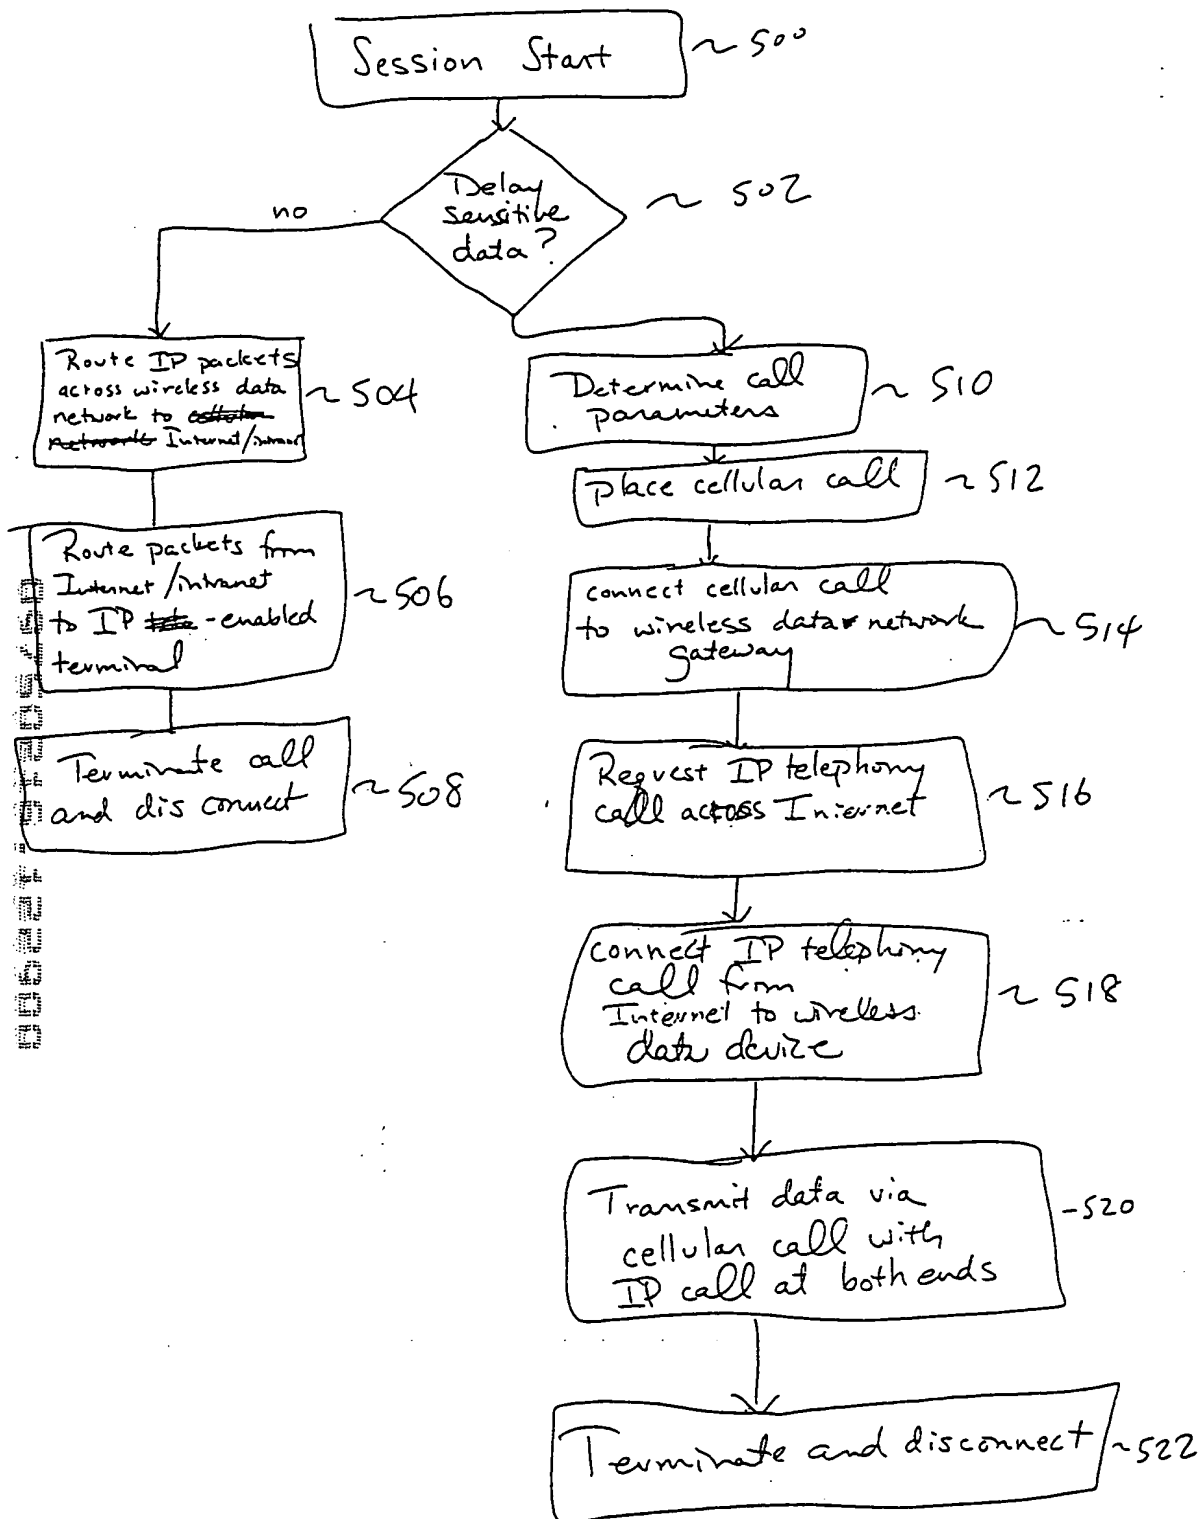 Session Start
~ 500
Delay
sensitive
data?
~ 502
no
Route IP packets
across wireless data
network to
Internet/intranet
~ 504
Route packets from
Internet/intranet
to IP -enabled
terminal
~ 506
Terminate call
and dis connect
~ 508
Determine call
parameters
~ 510
place cellular call
~ 512
connect cellular call
to wireless data network
gateway
~ 514
Request IP telephony
call across Internet
~ 516
connect IP telephony
call from
Internet to wireless
data device
~ 518
Transmit data via
cellular call with
IP call at both ends
-520
Terminate and disconnect
~522